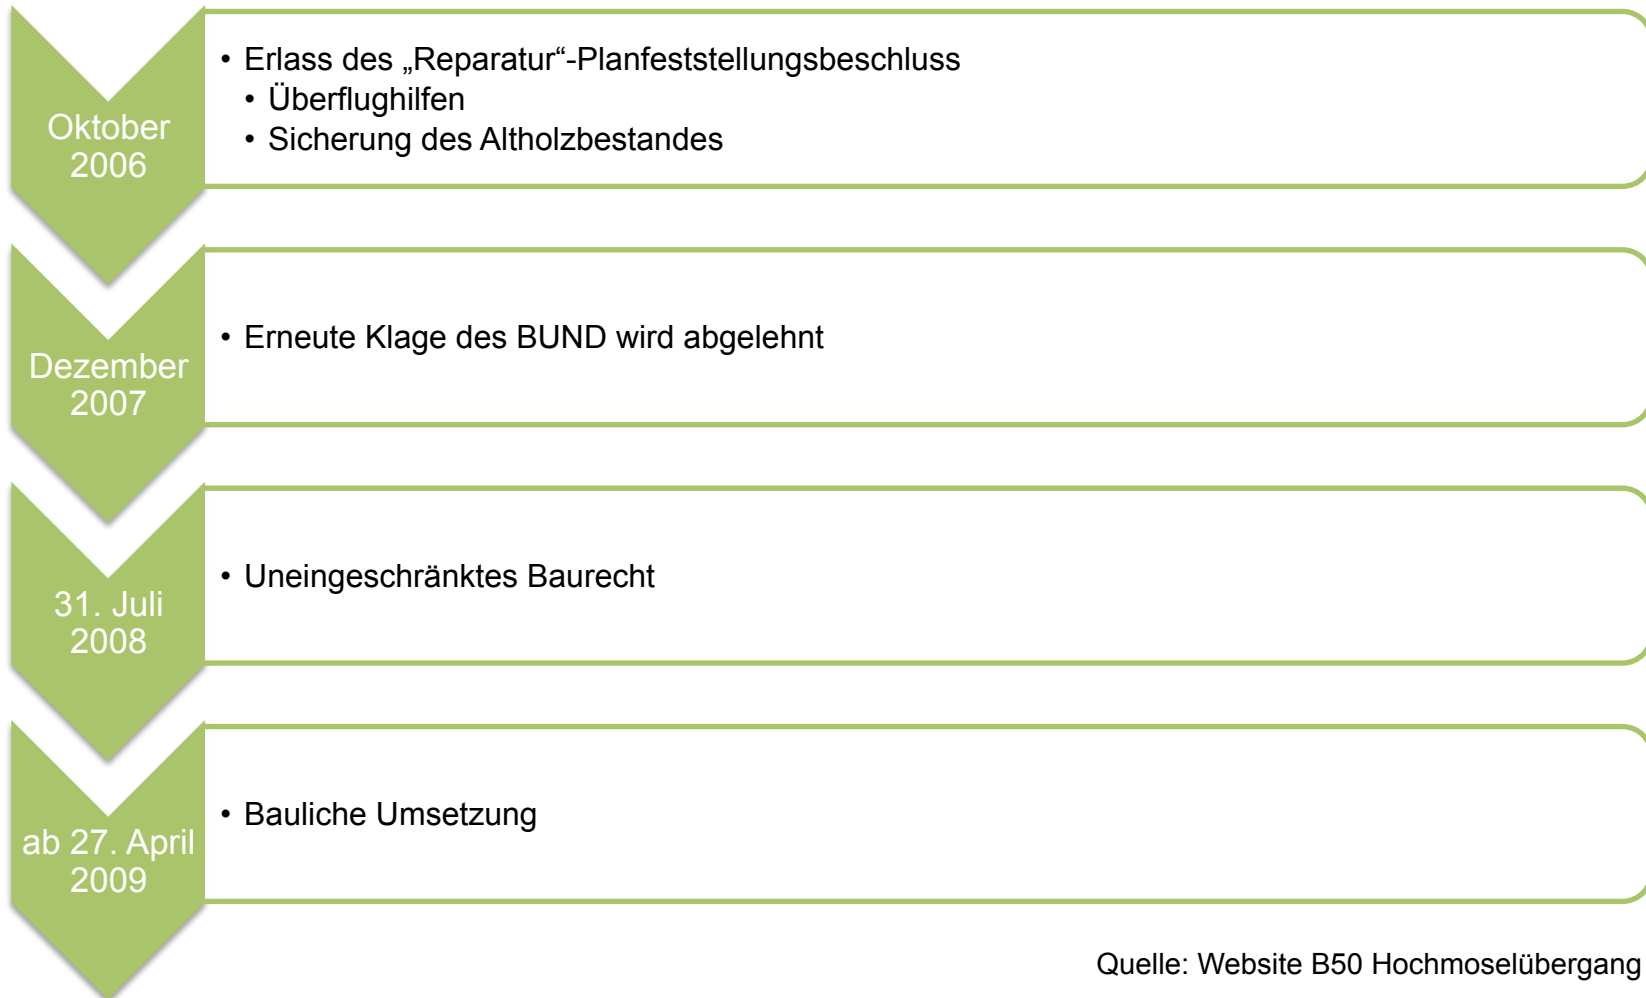 Oktober
2006
• Erlass des „Reparatur“-Planfeststellungsbeschluss
• Überflughilfen
• Sicherung des Altholzbestandes
Dezember
2007
• Erneute Klage des BUND wird abgelehnt
31. Juli
2008
• Uneingeschränktes Baurecht
ab 27. April
2009
• Bauliche Umsetzung
Quelle: Website B50 Hochmoselübergang